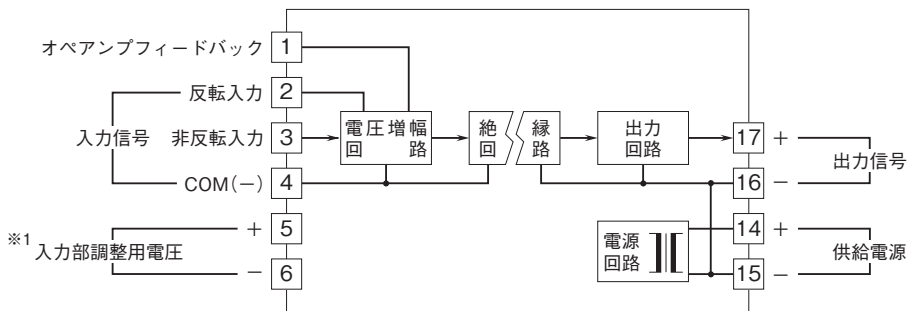 オペアンプフィードバック 1
反転入力 2
入力信号
非反転入力 3
COM(－) 4
※1
入力部調整用電圧
＋ 5
－ 6
電圧増幅
回路
絶縁
回路
出力
回路
電源
回路
17 ＋
16 －
出力信号
14 ＋
15 －
供給電源